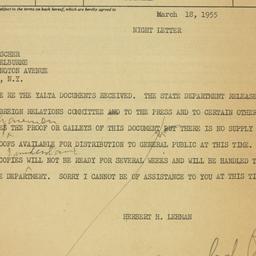 subject to the terms on back hereof, which are hereby agreed to
March 18, 1955
NIGHT LETTER
SCHER
ELBURNE
NGTON AVENUE
, N.Y.
E RE THE YALTA DOCUMENTS RECEIVED. THE STATE DEPARTMENT RELEASE
OREIGN RELATIONS COMMITTEE AND TO THE PRESS AND TO CERTAIN OTHER
ES THE PROOF OR GALLEYS OF THIS DOCUMENT BUT THERE IS NO SUPPLY
OOFS AVAILABLE FOR DISTRIBUTION TO GENERAL PUBLIC AT THIS TIME.
I understand
COPIES WILL NOT BE READY FOR SEVERAL WEEKS AND WILL BE HANDLED T
E DEPARTMENT. SORRY I CANNOT BE OF ASSISTANCE TO YOU AT THIS TI
HERBERT H. LEHMAN